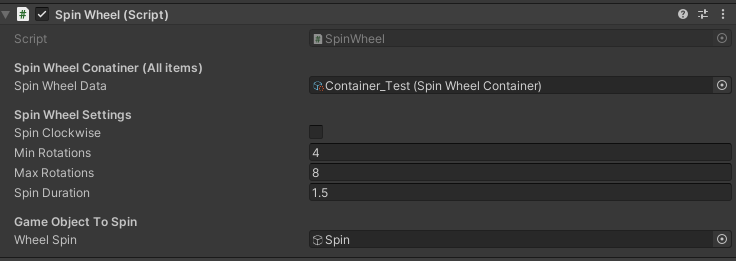 Spin Wheel (Script)
Script SpinWheel
Spin Wheel Conatiner (All items)
Spin Wheel Data Container_Test (Spin Wheel Container)
Spin Wheel Settings
Spin Clockwise
Min Rotations 4
Max Rotations 8
Spin Duration 1.5
Game Object To Spin
Wheel Spin Spin